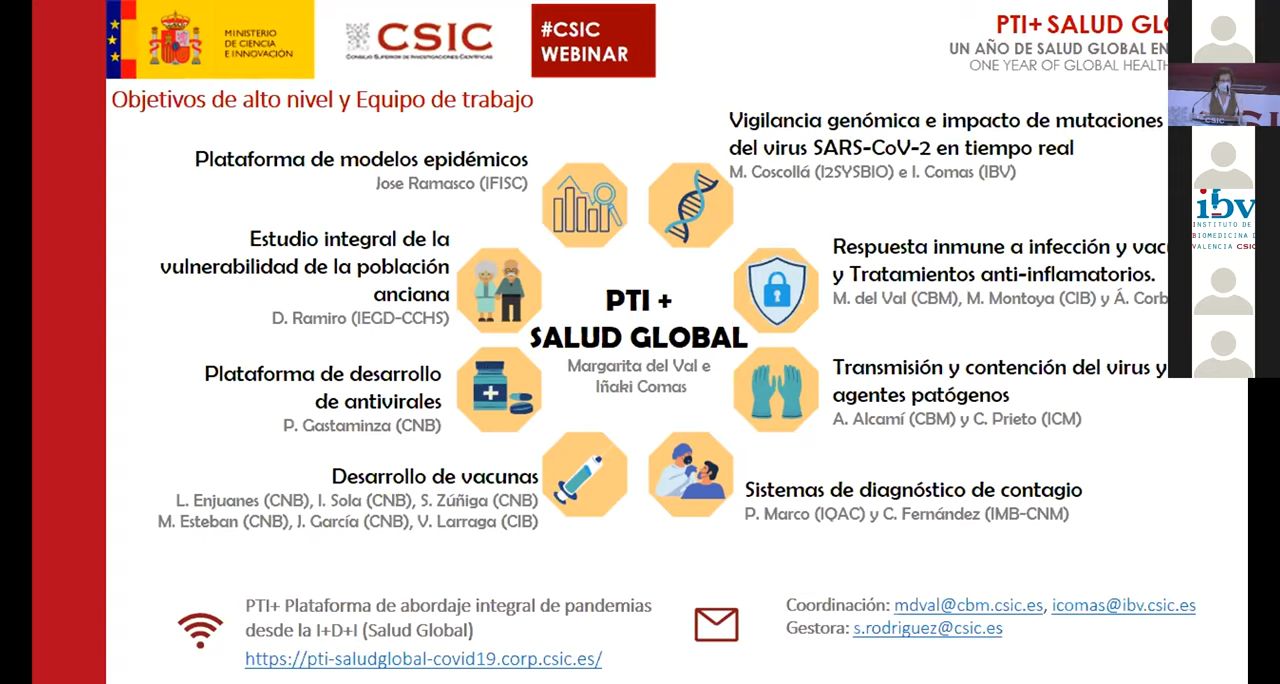 MINISTERIO
DE CIENCIA
E INNOVACIÓN
CSIC
CONSEJO SUPERIOR DE INVESTIGACIONES CIENTÍFICAS
#CSIC
WEBINAR
PTI+ SALUD
UN AÑO DE SALUD GLOBAL EN
ONE YEAR OF GLOBAL HEALTH
Objetivos de alto nivel y Equipo de trabajo
Plataforma de modelos epidémicos
Jose Ramasco (IFISC)
Estudio integral de la
vulnerabilidad de la población
anciana
D. Ramiro (IEGD-CCHS)
Plataforma de desarrollo
de antivirales
P. Gastaminza (CNB)
Desarrollo de vacunas
L. Enjuanes (CNB), I. Sola (CNB), S. Zúñiga (CNB)
M. Esteban (CNB), J. García (CNB), V. Larraga (CIB)
PTI +
SALUD GLOBAL
Margarita del Val e
Iñaki Comas
Vigilancia genómica e impacto de mutaciones
del virus SARS-CoV-2 en tiempo real
M. Coscollá (I2SYSBIO) e I. Comas (IBV)
Respuesta inmune a infección y
y Tratamientos anti-inflamatorios.
M. del Val (CBM), M. Montoya (CIB) y Á.
Transmisión y contención del virus y
agentes patógenos
A. Alcamí (CBM) y C. Prieto (ICM)
Sistemas de diagnóstico de contagio
P. Marco (IQAC) y C. Fernández (IMB-CNM)
CSIC
ibv
INSTITUTO DE
BIOMEDICINA
VALENCIA CSIC
PTI+ Plataforma de abordaje integral de pandemias
desde la I+D+I (Salud Global)
https://pti-saludglobal-covid19.corp.csic.es/
Coordinación: mdval@cbm.csic.es, icomas@ibv.csic.es
Gestora: s.rodriguez@csic.es